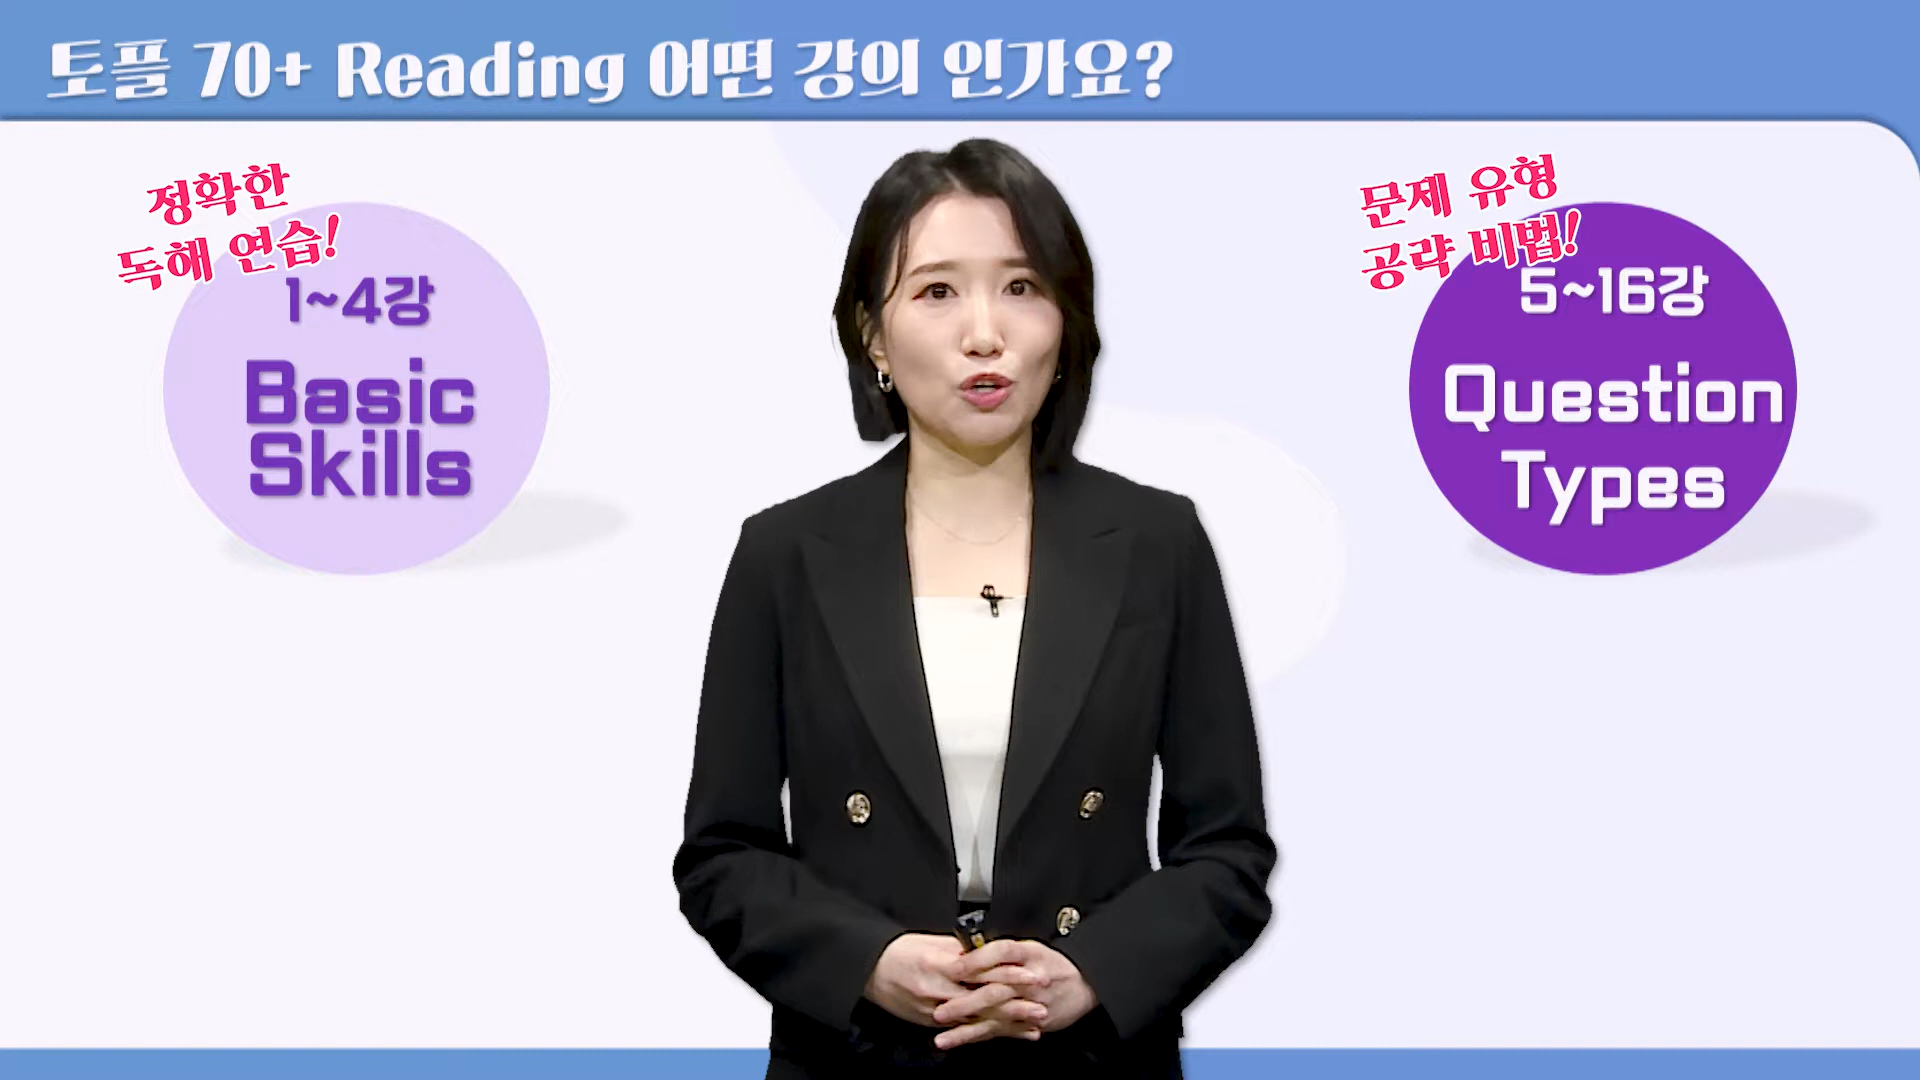 토플 70+ Reading 어떤 강의 인가요?
정확한
독해 연습!
1~4강
Basic
Skills
문제 유형
공략 비법!
5~16강
Question
Types